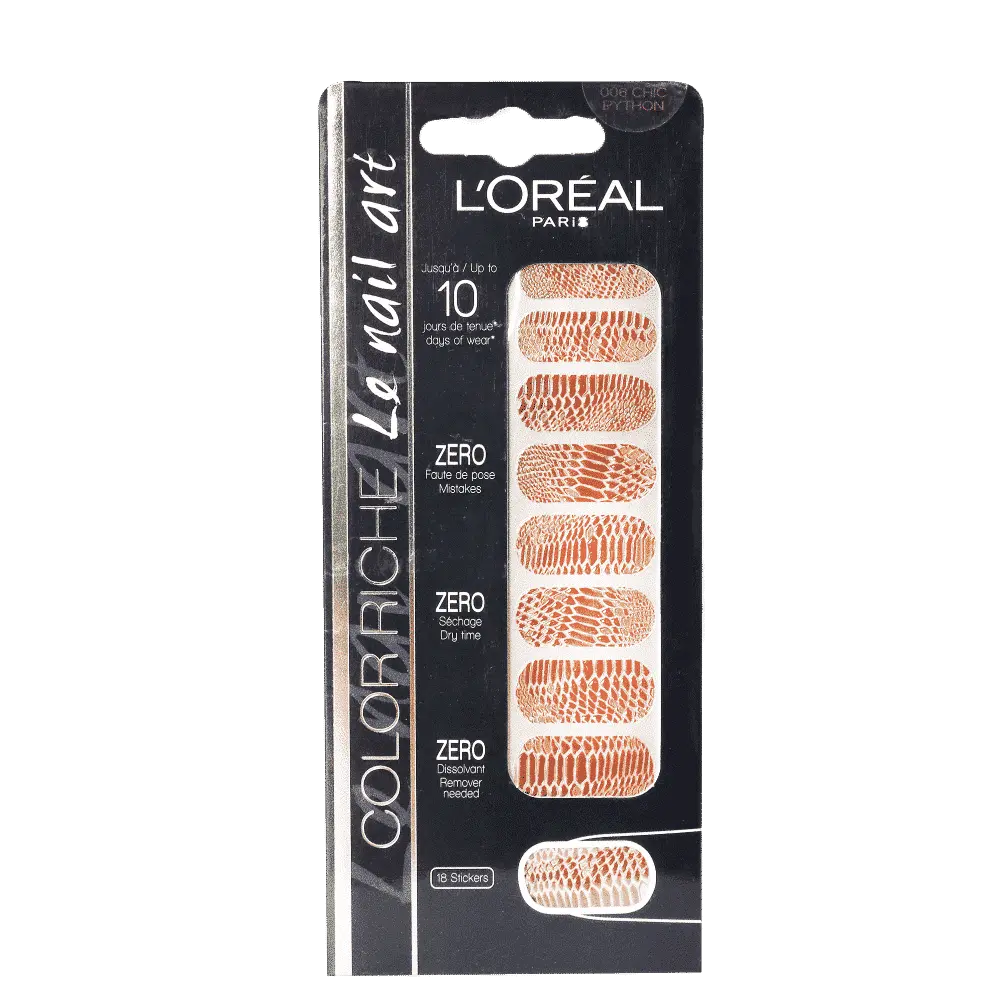 006 CHIC
PYTHON
L'ORÉAL
PARIS
COLORRICHE Le nail art
Jusqu'à / Up to
10
jours de tenue*
days of wear*
ZERO
Faute de pose
Mistakes
ZERO
Séchage
Dry time
ZERO
Dissolvant
Remover
needed
18 Stickers